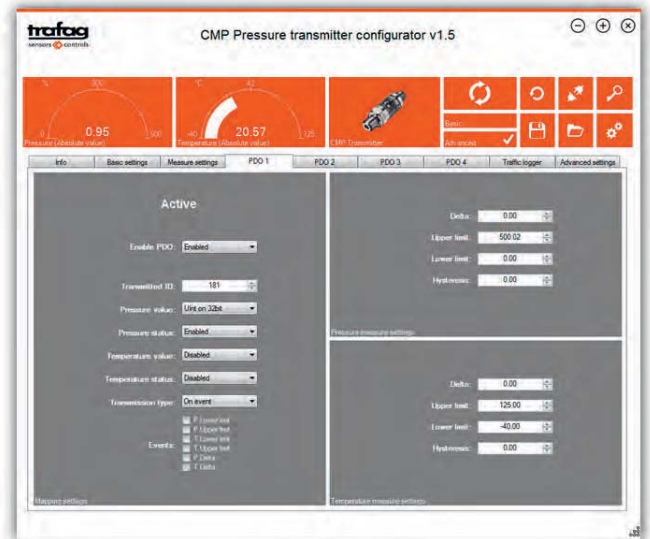 trafag
sensors controls
CMP Pressure transmitter configurator v1.5
% 300 °C 42
0 0.95 500 -40 20.57 125
Pressure (Absolute value) Temperature (Absolute value) CMP Transmitter
Basic
Advanced
Info Basic settings Measure settings PDO 1 PDO 2 PDO 3 PDO 4 Traffic logger Advanced settings
Active
Enable PDO: Enabled
Transmitted ID: 181
Pressure value: UInt on 32bit
Pressure status: Enabled
Temperature value: Disabled
Temperature status: Disabled
Transmission type: On event
Events:
P Lower limit
P Upper limit
T Lower limit
T Upper limit
P Delta
T Delta
Mapping settings
Delta: 0.00
Upper limit: 500.02
Lower limit: 0.00
Hysteresis: 0.00
Pressure measure settings
Delta: 0.00
Upper limit: 125.00
Lower limit: -40.00
Hysteresis: 0.00
Temperature measure settings